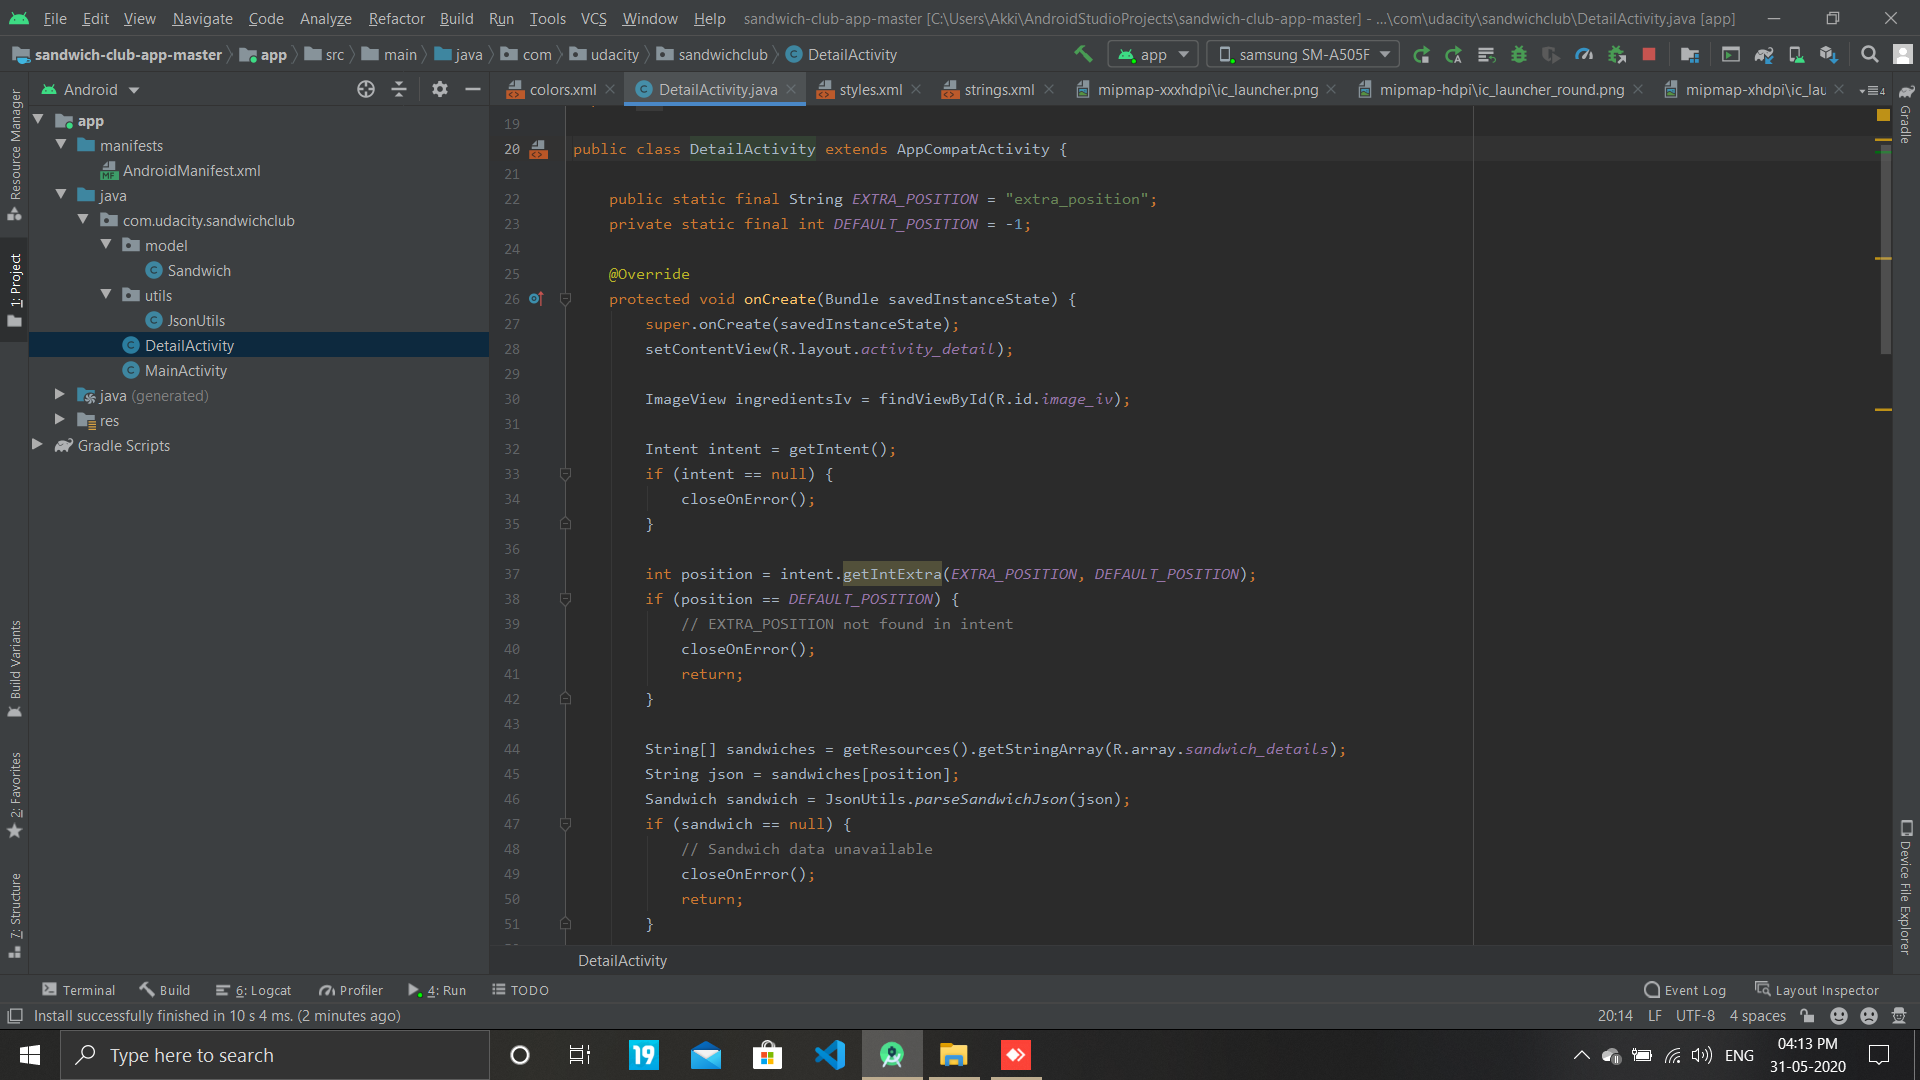 File Edit View Navigate Code Analyze Refactor Build Run Tools VCS Window Help sandwich-club-app-master [C:\Users\Akki\AndroidStudioProjects\sandwich-club-app-master] - ...\com\udacity\sandwichclub\DetailActivity.java [app]
sandwich-club-app-master app src main java com udacity sandwichclub DetailActivity app samsung SM-A505F
Android colors.xml DetailActivity.java styles.xml strings.xml mipmap-xxxhdpi\ic_launcher.png mipmap-hdpi\ic_launcher_round.png mipmap-xhdpi\ic_lau 4
Resource Manager
1: Project
Build Variants
2: Favorites
7: Structure
app
manifests
AndroidManifest.xml
java
com.udacity.sandwichclub
model
Sandwich
utils
JsonUtils
DetailActivity
MainActivity
java (generated)
res
Gradle Scripts
19
20 public class DetailActivity extends AppCompatActivity {
21
22 public static final String EXTRA_POSITION = "extra_position";
23 private static final int DEFAULT_POSITION = -1;
24
25 @Override
26 protected void onCreate(Bundle savedInstanceState) {
27 super.onCreate(savedInstanceState);
28 setContentView(R.layout.activity_detail);
29
30 ImageView ingredientsIv = findViewById(R.id.image_iv);
31
32 Intent intent = getIntent();
33 if (intent == null) {
34 closeOnError();
35 }
36
37 int position = intent.getIntExtra(EXTRA_POSITION, DEFAULT_POSITION);
38 if (position == DEFAULT_POSITION) {
39 // EXTRA_POSITION not found in intent
40 closeOnError();
41 return;
42 }
43
44 String[] sandwiches = getResources().getStringArray(R.array.sandwich_details);
45 String json = sandwiches[position];
46 Sandwich sandwich = JsonUtils.parseSandwichJson(json);
47 if (sandwich == null) {
48 // Sandwich data unavailable
49 closeOnError();
50 return;
51 }
DetailActivity
Gradle
Device File Explorer
Terminal Build 6: Logcat Profiler 4: Run TODO Event Log Layout Inspector
Install successfully finished in 10 s 4 ms. (2 minutes ago) 20:14 LF UTF-8 4 spaces
Type here to search 19 ENG 04:13 PM
31-05-2020